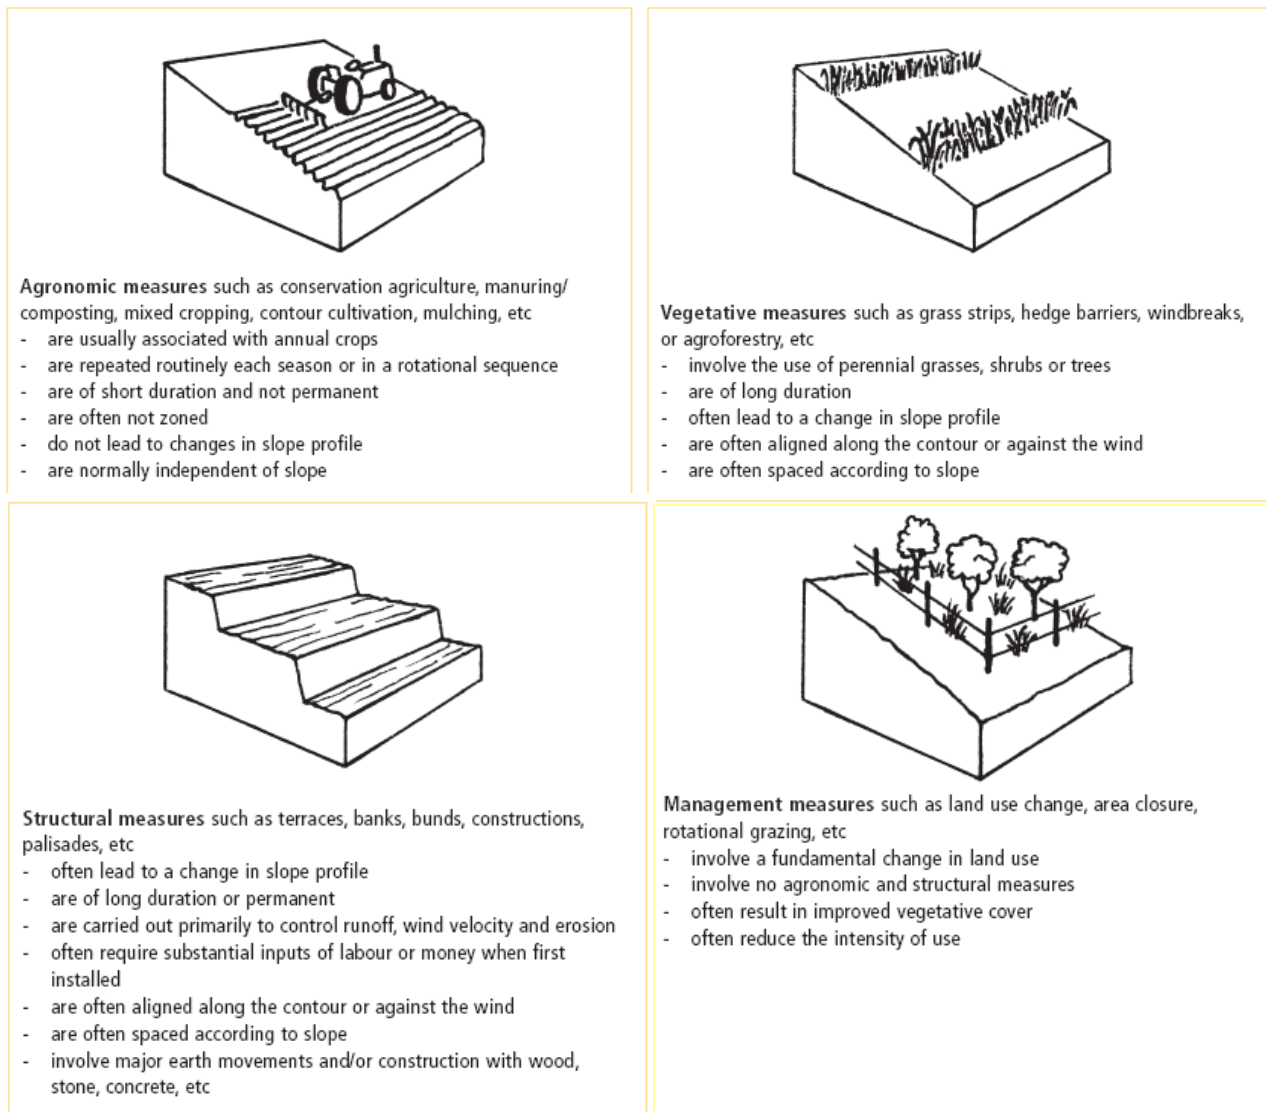 Agronomic measures such as conservation agriculture, manuring/
composting, mixed cropping, contour cultivation, mulching, etc
- are usually associated with annual crops
- are repeated routinely each season or in a rotational sequence
- are of short duration and not permanent
- are often not zoned
- do not lead to changes in slope profile
- are normally independent of slope
Vegetative measures such as grass strips, hedge barriers, windbreaks,
or agroforestry, etc
- involve the use of perennial grasses, shrubs or trees
- are of long duration
- often lead to a change in slope profile
- are often aligned along the contour or against the wind
- are often spaced according to slope
Structural measures such as terraces, banks, bunds, constructions,
palisades, etc
- often lead to a change in slope profile
- are of long duration or permanent
- are carried out primarily to control runoff, wind velocity and erosion
- often require substantial inputs of labour or money when first
installed
- are often aligned along the contour or against the wind
- are often spaced according to slope
- involve major earth movements and/or construction with wood,
stone, concrete, etc
Management measures such as land use change, area closure,
rotational grazing, etc
- involve a fundamental change in land use
- involve no agronomic and structural measures
- often result in improved vegetative cover
- often reduce the intensity of use